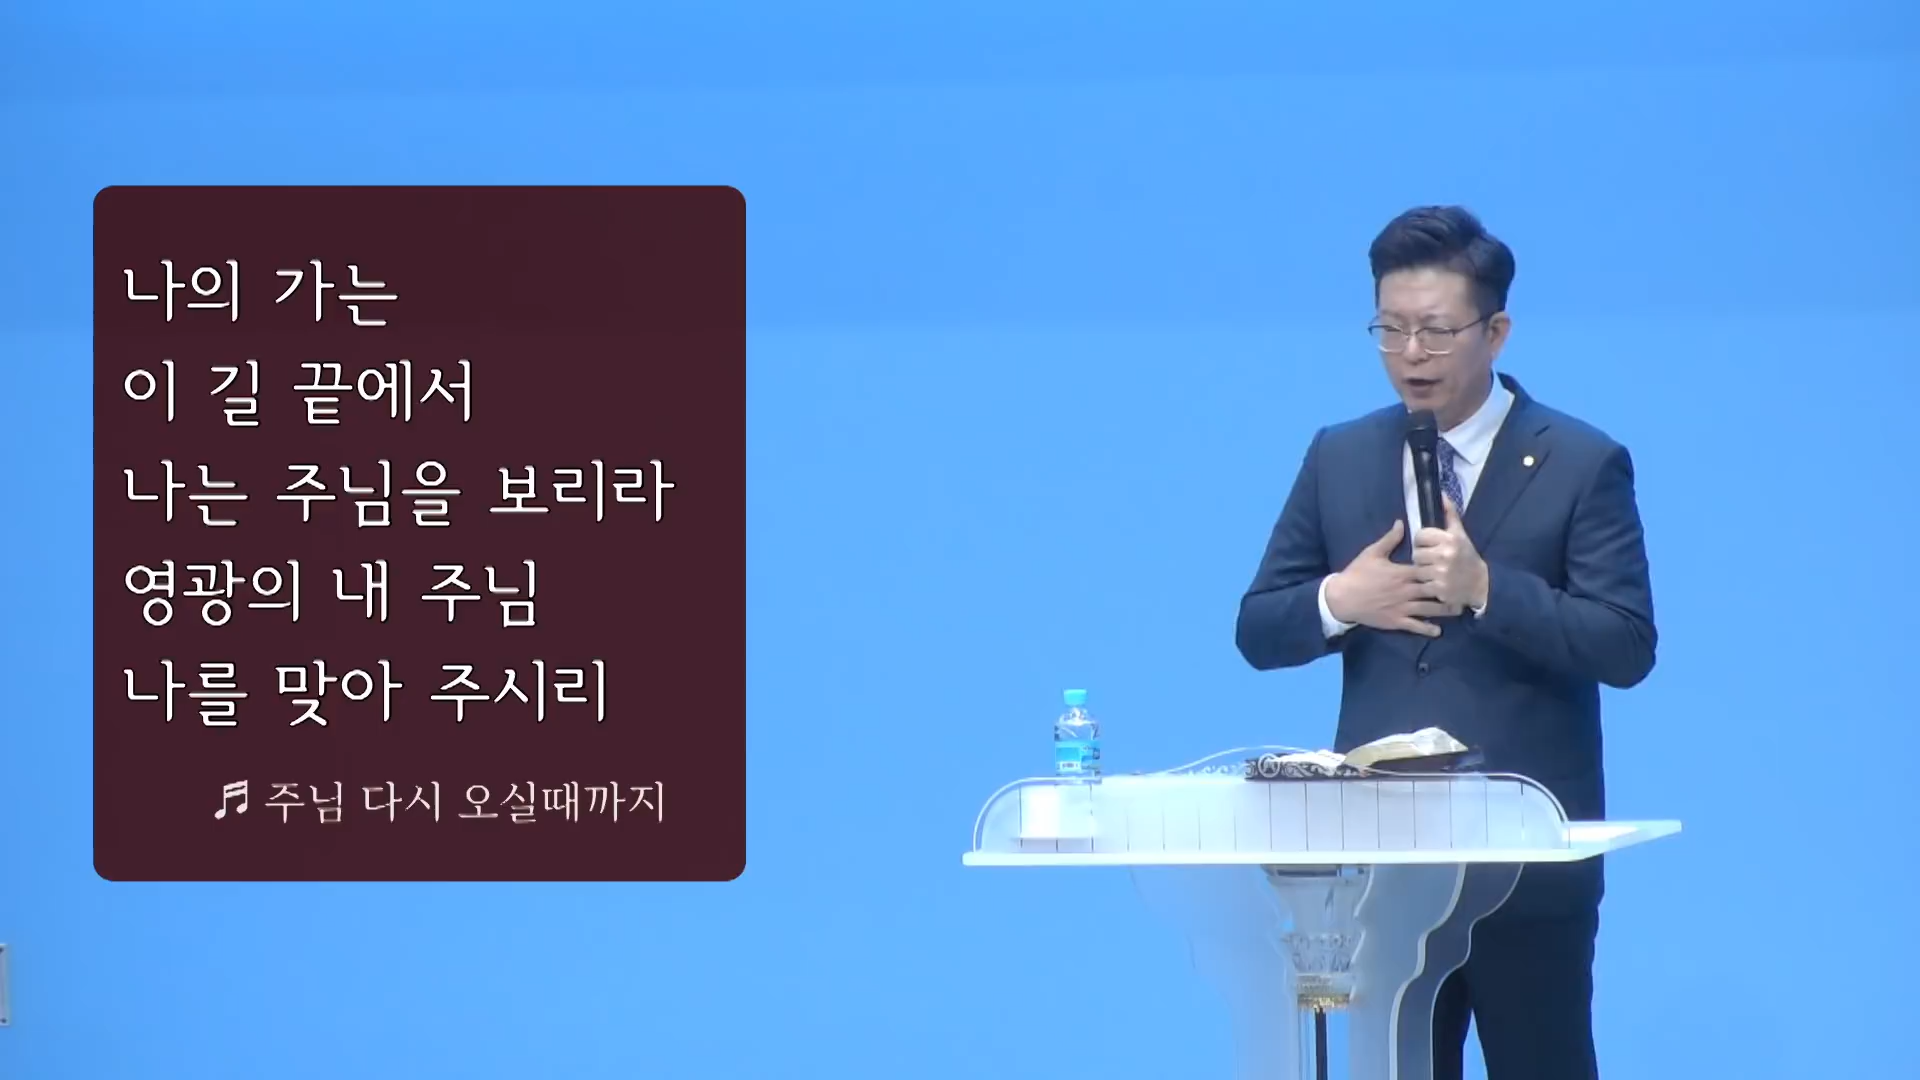 나의 가는
이 길 끝에서
나는 주님을 보리라
영광의 내 주님
나를 맞아 주시리
♬ 주님 다시 오실때까지